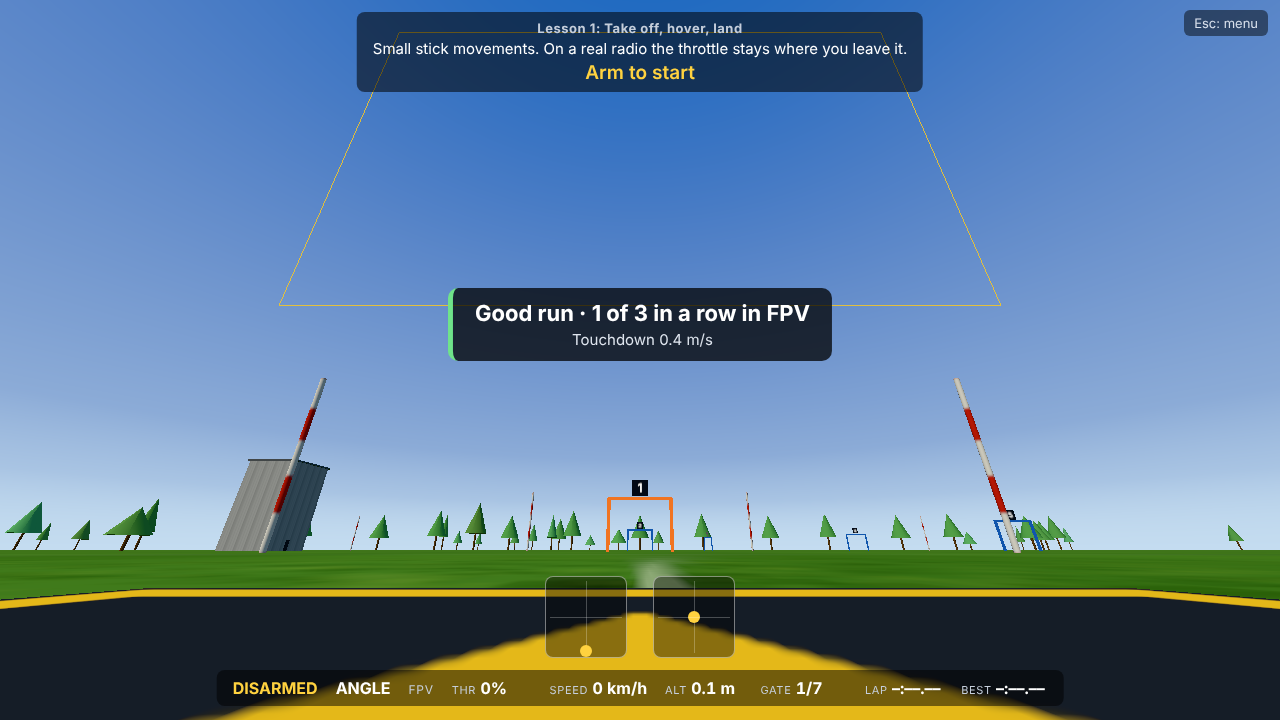 Lesson 1: Take off, hover, land
Esc: menu
Small stick movements. On a real radio the throttle stays where you leave it.
Arm to start
Good run · 1 of 3 in a row in FPV
Touchdown 0.4 m/s
1
DISARMED ANGLE FPV THR 0% SPEED 0 km/h ALT 0.1 m GATE 1/7 LAP –:––.–– BEST –:––.––